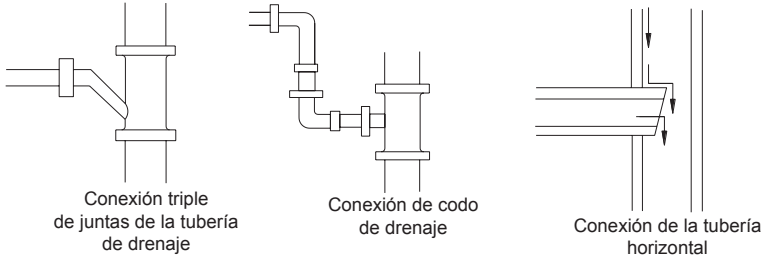 Conexión triple
de juntas de la tubería
de drenaje
Conexión de codo
de drenaje
Conexión de la tubería
horizontal